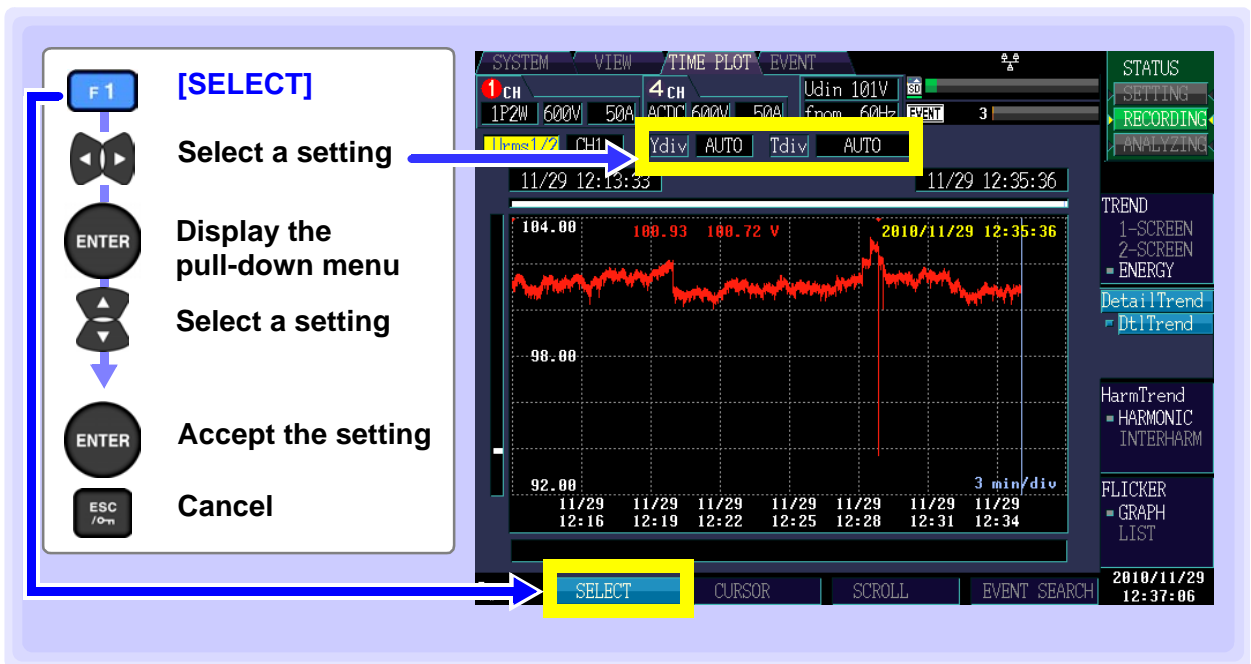 F1
[SELECT]
Select a setting
ENTER
Display the
pull-down menu
Select a setting
ENTER
Accept the setting
ESC
Cancel
SYSTEM VIEW TIME PLOT EVENT
1 CH 4 CH Udin 101V SD
1P2W 600V 50A ACDC 600V 50A fnom 60Hz EVENT 3
Urms1/2 CH1 Ydiv AUTO Tdiv AUTO
11/29 12:13:33 11/29 12:35:36
104.00 100.93 100.72 V 2010/11/29 12:35:36
98.00
92.00 3 min/div
11/29 11/29 11/29 11/29 11/29 11/29 11/29
12:16 12:19 12:22 12:25 12:28 12:31 12:34
SELECT CURSOR SCROLL EVENT SEARCH
STATUS
SETTING
RECORDING
ANALYZING
TREND
1-SCREEN
2-SCREEN
ENERGY
DetailTrend
DtlTrend
HarmTrend
HARMONIC
INTERHARM
FLICKER
GRAPH
LIST
2010/11/29
12:37:06